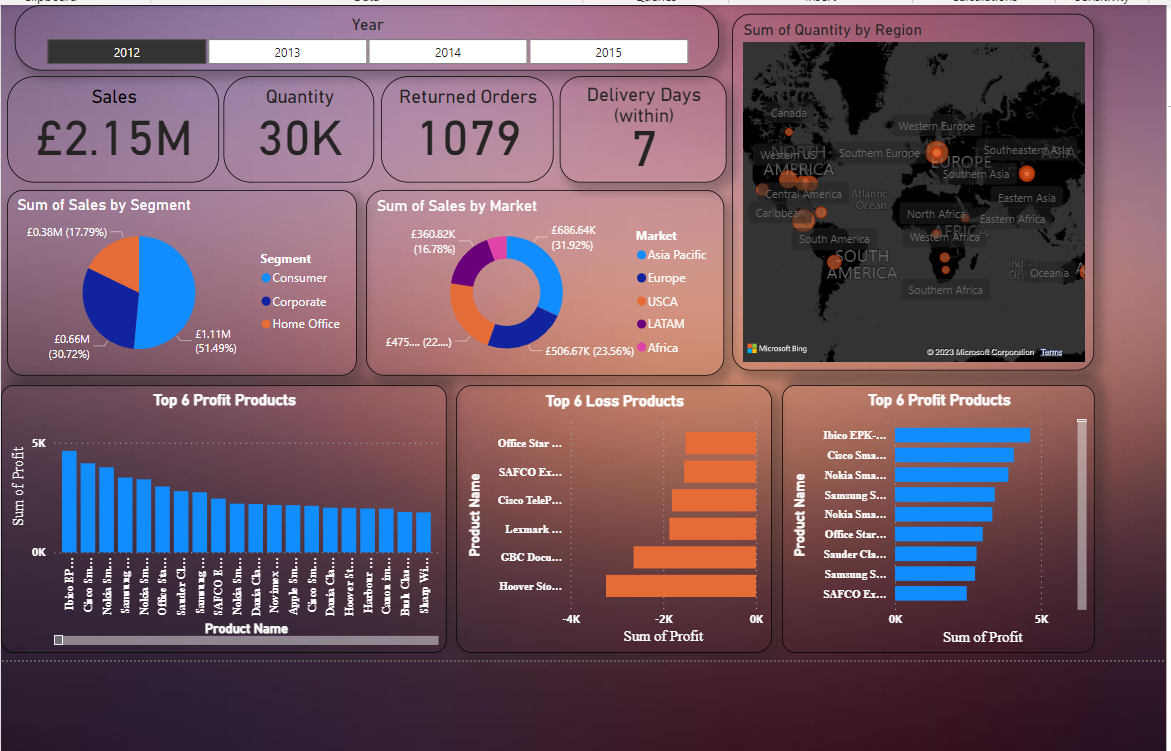 Year
2012
2013
2014
2015
Sales
£2.15M
Quantity
30K
Returned Orders
1079
Delivery Days
(within)
7
Sum of Quantity by Region
Canada
Western Europe
Western US
NORTH
AMERICA
Southern Europe
EUROPE
Southeastern Asia
ASIA
Southern Asia
Central America
Atlantic
Ocean
Eastern Asia
Caribbean
North Africa
Eastern Africa
AFRICA
Western Africa
South America
SOUTH
AMERICA
Oceania
Southern Africa
Microsoft Bing
© 2023 Microsoft Corporation Terms
Sum of Sales by Segment
£0.38M (17.79%)
£0.66M
(30.72%)
£1.11M
(51.49%)
Segment
Consumer
Corporate
Home Office
Sum of Sales by Market
£360.82K
(16.78%)
£686.64K
(31.92%)
£475.... (22....)
£506.67K (23.56%)
Market
Asia Pacific
Europe
USCA
LATAM
Africa
Top 6 Profit Products
Sum of Profit
5K
0K
Ibico EP...
Cisco Sm...
Nokia Sm...
Samsung ...
Nokia Sm...
Office Sta...
Sauder Cl...
Samsung ...
SAFCO E...
Nokia Sm...
Dania Cla...
Novimex ...
Apple Sm...
Cisco Sm...
Dania Cla...
Hoover St...
Harbour ...
Canon im...
Bush Cla...
Sharp Wi...
Product Name
Top 6 Loss Products
Product Name
Office Star ...
SAFCO Ex...
Cisco TeleP...
Lexmark ...
GBC Docu...
Hoover Sto...
-4K
-2K
0K
Sum of Profit
Top 6 Profit Products
Product Name
Ibico EPK-...
Cisco Sma...
Nokia Sma...
Samsung S...
Nokia Sma...
Office Star...
Sauder Cla...
Samsung S...
SAFCO Ex...
0K
5K
Sum of Profit